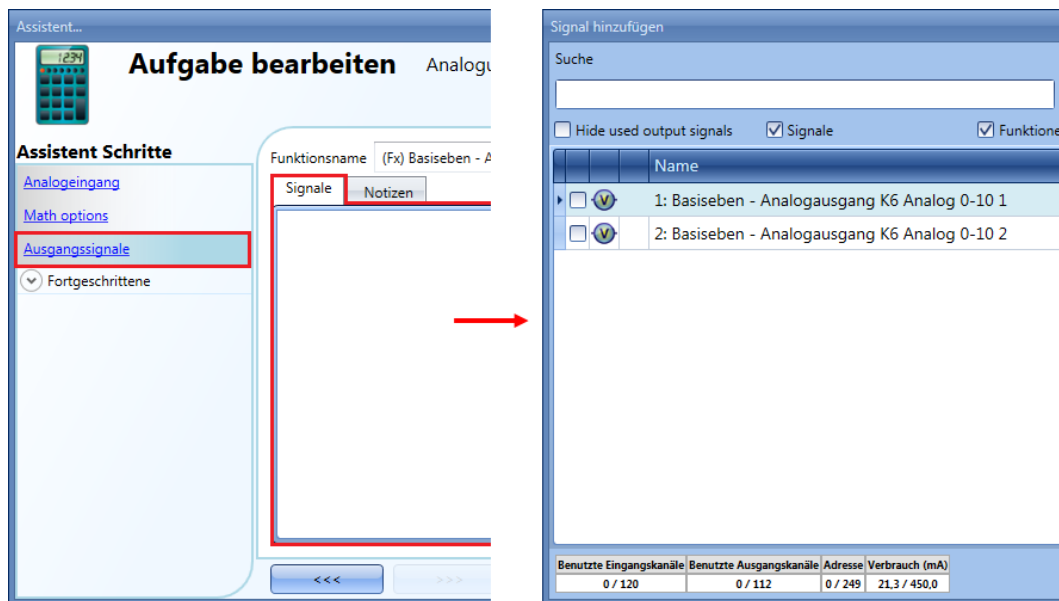 Assistent...
1234
Aufgabe bearbeiten Analogu
Assistent Schritte
Analogeingang
Math options
Ausgangssignale
Fortgeschrittene
Funktionsname (Fx) Basiseben - A
Signale Notizen
<<< >>>
Signal hinzufügen
Suche
Hide used output signals Signale Funktione
Name
V 1: Basiseben - Analogausgang K6 Analog 0-10 1
V 2: Basiseben - Analogausgang K6 Analog 0-10 2
Benutzte Eingangskanäle Benutzte Ausgangskanäle Adresse Verbrauch (mA)
0 / 120 0 / 112 0 / 249 21,3 / 450,0